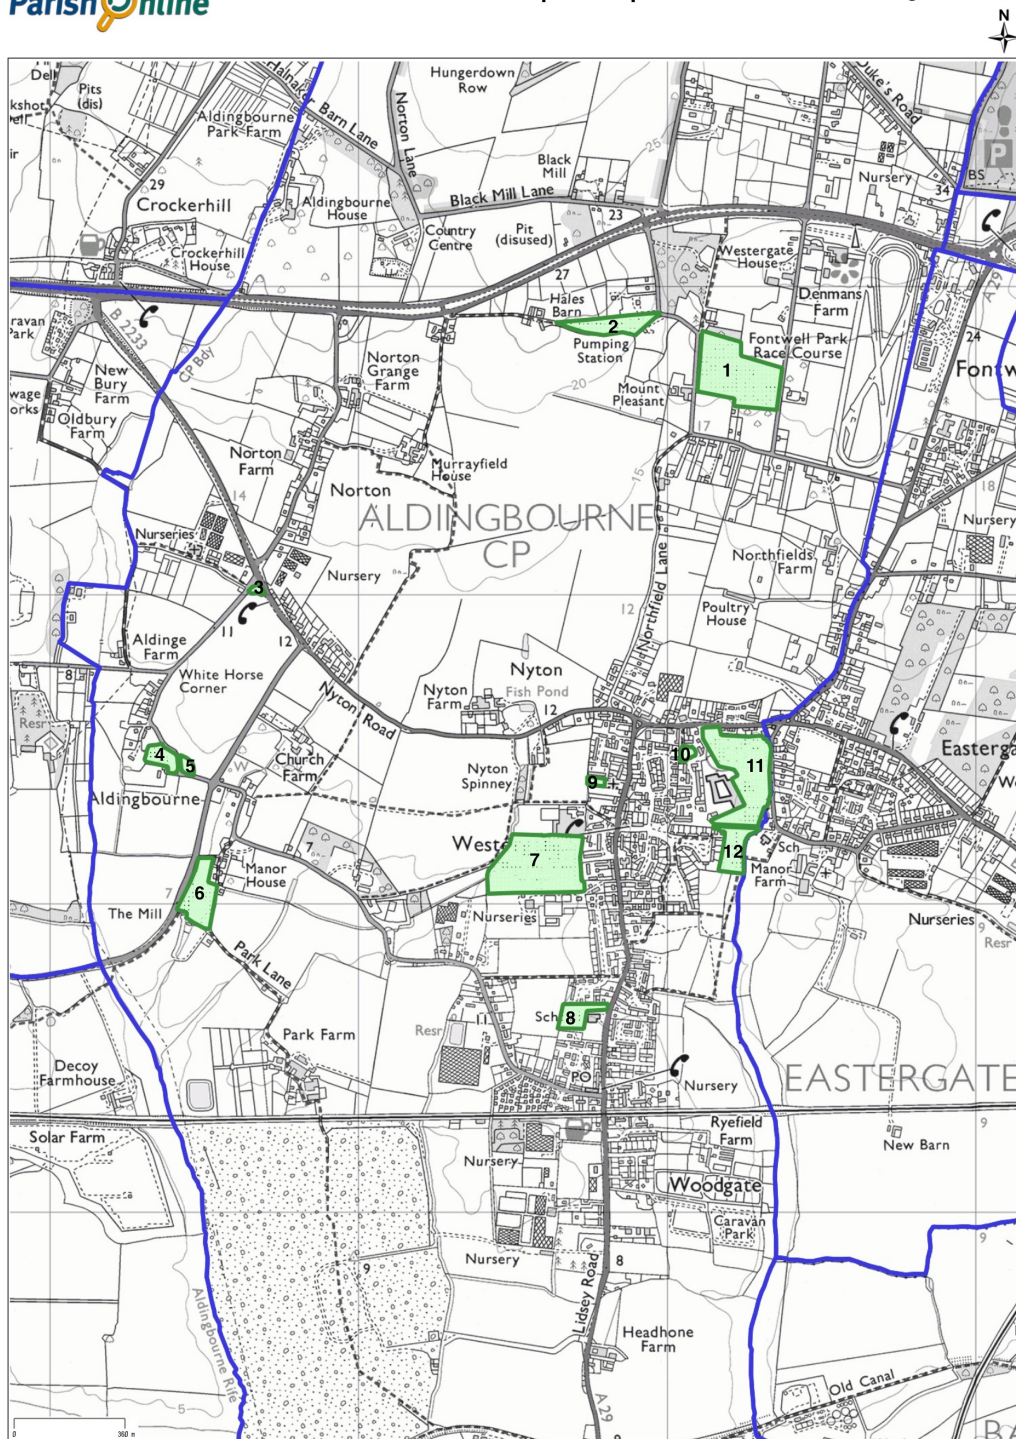 Parish Online
N
Del
Pits
(dis)
Aldingbourne
Park Farm
Halnaker Barn Lane
Norton Lane
Hungerdown
Row
Duke's Road
P
29
Crockerhill
Aldingbourne
House
Black
Mill
Black Mill Lane
25
Nursery
34
BS
23
Country
Centre
Pit
(disused)
Crockerhill
House
27
Westergate
House
Denmans
Farm
A 29
Hales
Barn
2
Pumping
Station
B 2233
CP Bdy
New
Bury
Farm
Oldbury
Farm
Norton
Grange
Farm
20
Mount
Pleasant
1
Fontwell Park
Race Course
24
17
15
Norton
Farm
Murrayfield
House
14
Norton
ALDINGBOURNE
CP
18
Nursery
Nurseries
Nursery
3
Northfield Lane
Northfields
Farm
11
12
12
Poultry
House
Aldinge
Farm
White Horse
Corner
8
Resr
Nyton Road
Nyton
Farm
Nyton
Fish Pond
12
4
5
W
Church
Farm
Nyton
Spinney
9
10
11
Aldingbourne
7
7
12
Sch
Manor
House
Manor
Farm
6
7
The Mill
Nurseries
Nurseries
9
Resr
Park Lane
Park Farm
Resr
11
Sch
8
PO
Nursery
EASTERGATE
Decoy
Farmhouse
Solar Farm
Ryefield
Farm
9
New Barn
Nursery
Woodgate
Caravan
Park
9
Nursery
9
8
Lidsey Road
Aldingbourne Rife
Headhone
Farm
5
A 29
Old Canal
0
360 m